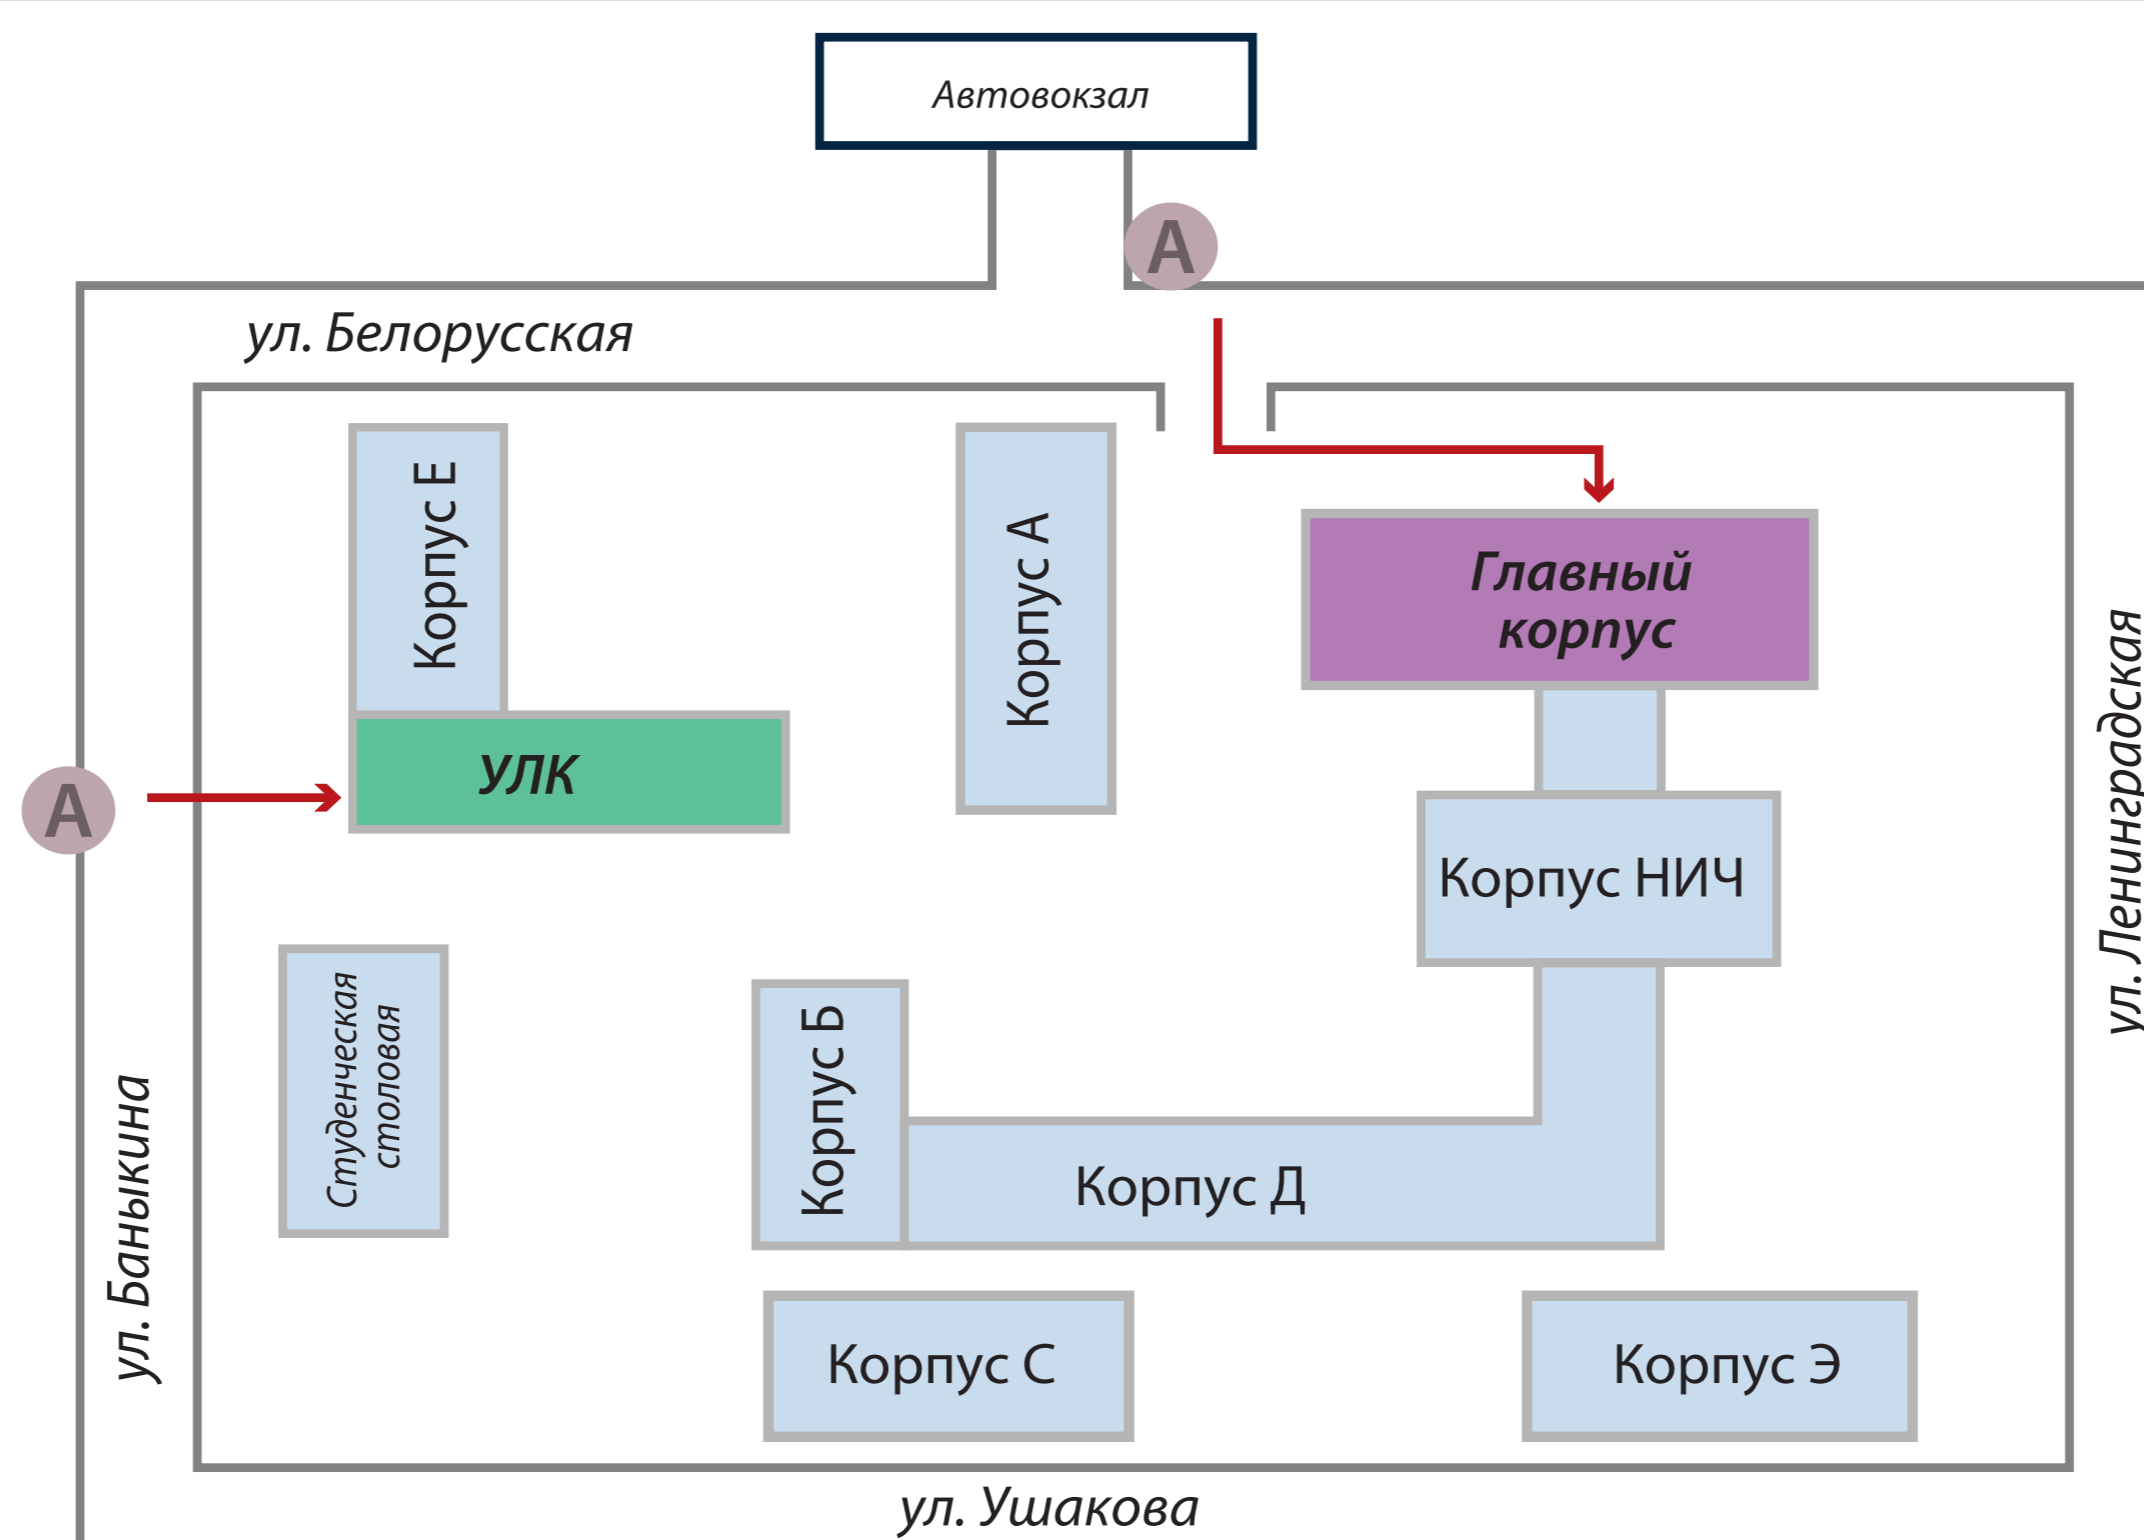 Автовокзал
А
ул. Белорусская
Корпус Е
Корпус А
Главный
корпус
УЛК
А
Корпус НИЧ
ул. Ленинградская
Студенческая
столовая
Корпус Б
Корпус Д
ул. Баныкина
Корпус С
Корпус Э
ул. Ушакова